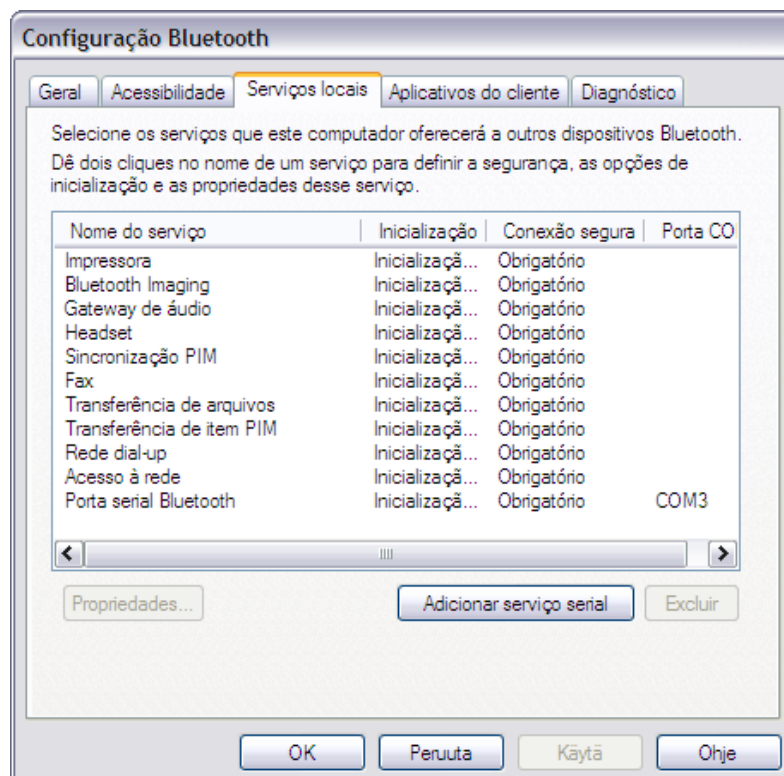 Configuração Bluetooth
Geral Acessibilidade Serviços locais Aplicativos do cliente Diagnóstico
Selecione os serviços que este computador oferecerá a outros dispositivos Bluetooth.
Dê dois cliques no nome de um serviço para definir a segurança, as opções de
inicialização e as propriedades desse serviço.
Nome do serviço Inicialização Conexão segura Porta CO
Impressora Inicializaçã... Obrigatório
Bluetooth Imaging Inicializaçã... Obrigatório
Gateway de áudio Inicializaçã... Obrigatório
Headset Inicializaçã... Obrigatório
Sincronização PIM Inicializaçã... Obrigatório
Fax Inicializaçã... Obrigatório
Transferência de arquivos Inicializaçã... Obrigatório
Transferência de item PIM Inicializaçã... Obrigatório
Rede dial-up Inicializaçã... Obrigatório
Acesso à rede Inicializaçã... Obrigatório
Porta serial Bluetooth Inicializaçã... Obrigatório COM3
Propriedades... Adicionar serviço serial Excluir
OK Peruuta Käytä Ohje